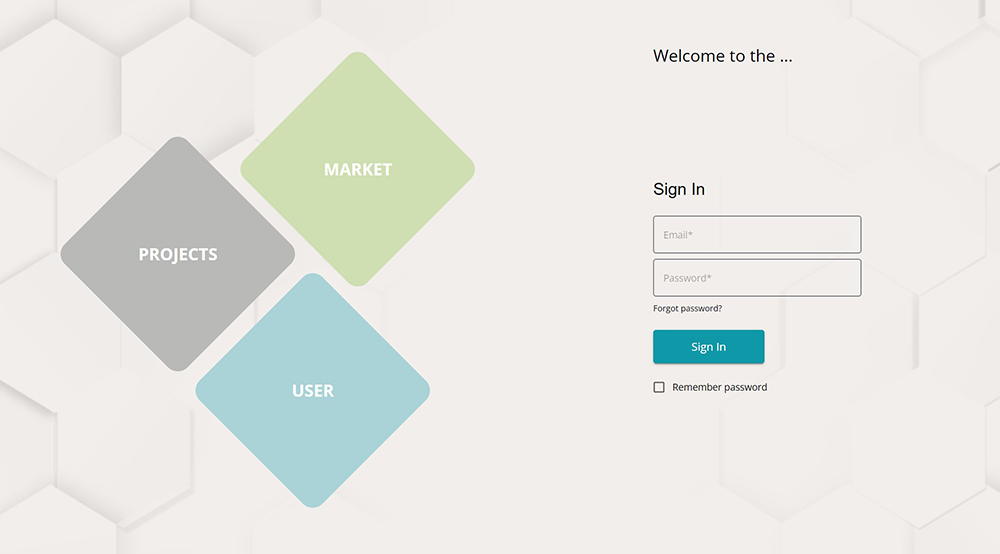 MARKET
PROJECTS
USER
Welcome to the ...
Sign In
Email*
Password*
Forgot password?
Sign In
Remember password